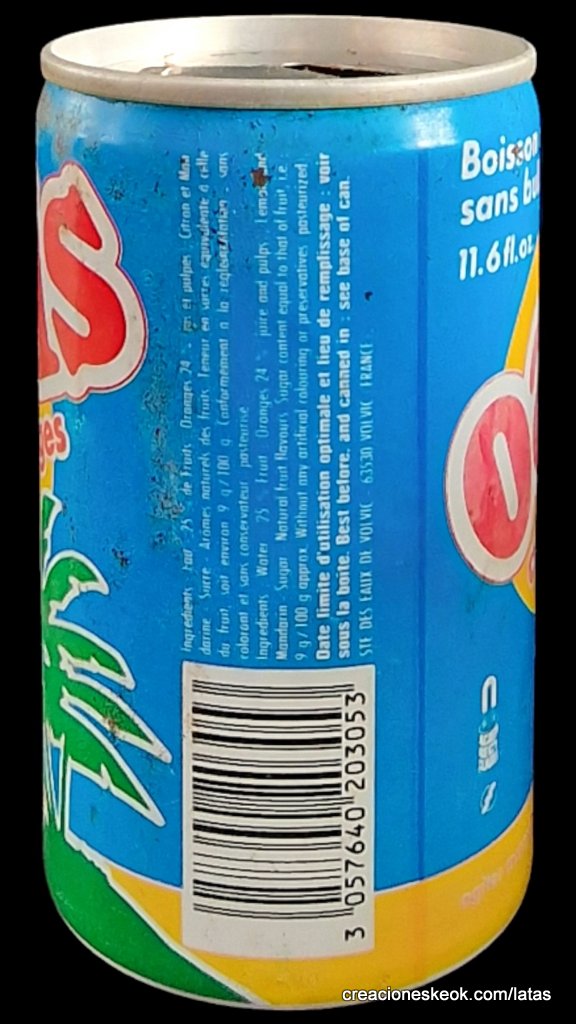 s
ges
Ingrédients : Eau - 25 % de Fruits : Oranges 24 % - jus et pulpes, Citron et Man
darine - Sucre - Arômes naturels des fruits. Teneur en sucres équivalente à celle
du fruit, soit environ 9 g/100 g. Conformément à la réglementation - sans
colorant et sans conservateur pasteurisé.
Ingredients : Water 25 % Fruit : Oranges 24 % juice and pulps, Lemon and
Mandarin - Sugar - Natural fruit flavours. Sugar content equal to that of fruit, i.e
9 g/100 g approx. Without any artificial colouring or preservatives pasteurized.
Date limite d'utilisation optimale et lieu de remplissage : voir
sous la boîte. Best before, and canned in : see base of can.
STE DES EAUX DE VOLVIC - 63530 VOLVIC - FRANCE -
3 057640 203053
Boisson
sans bu
11.6 fl.oz.
O
creacioneskeok.com/latas